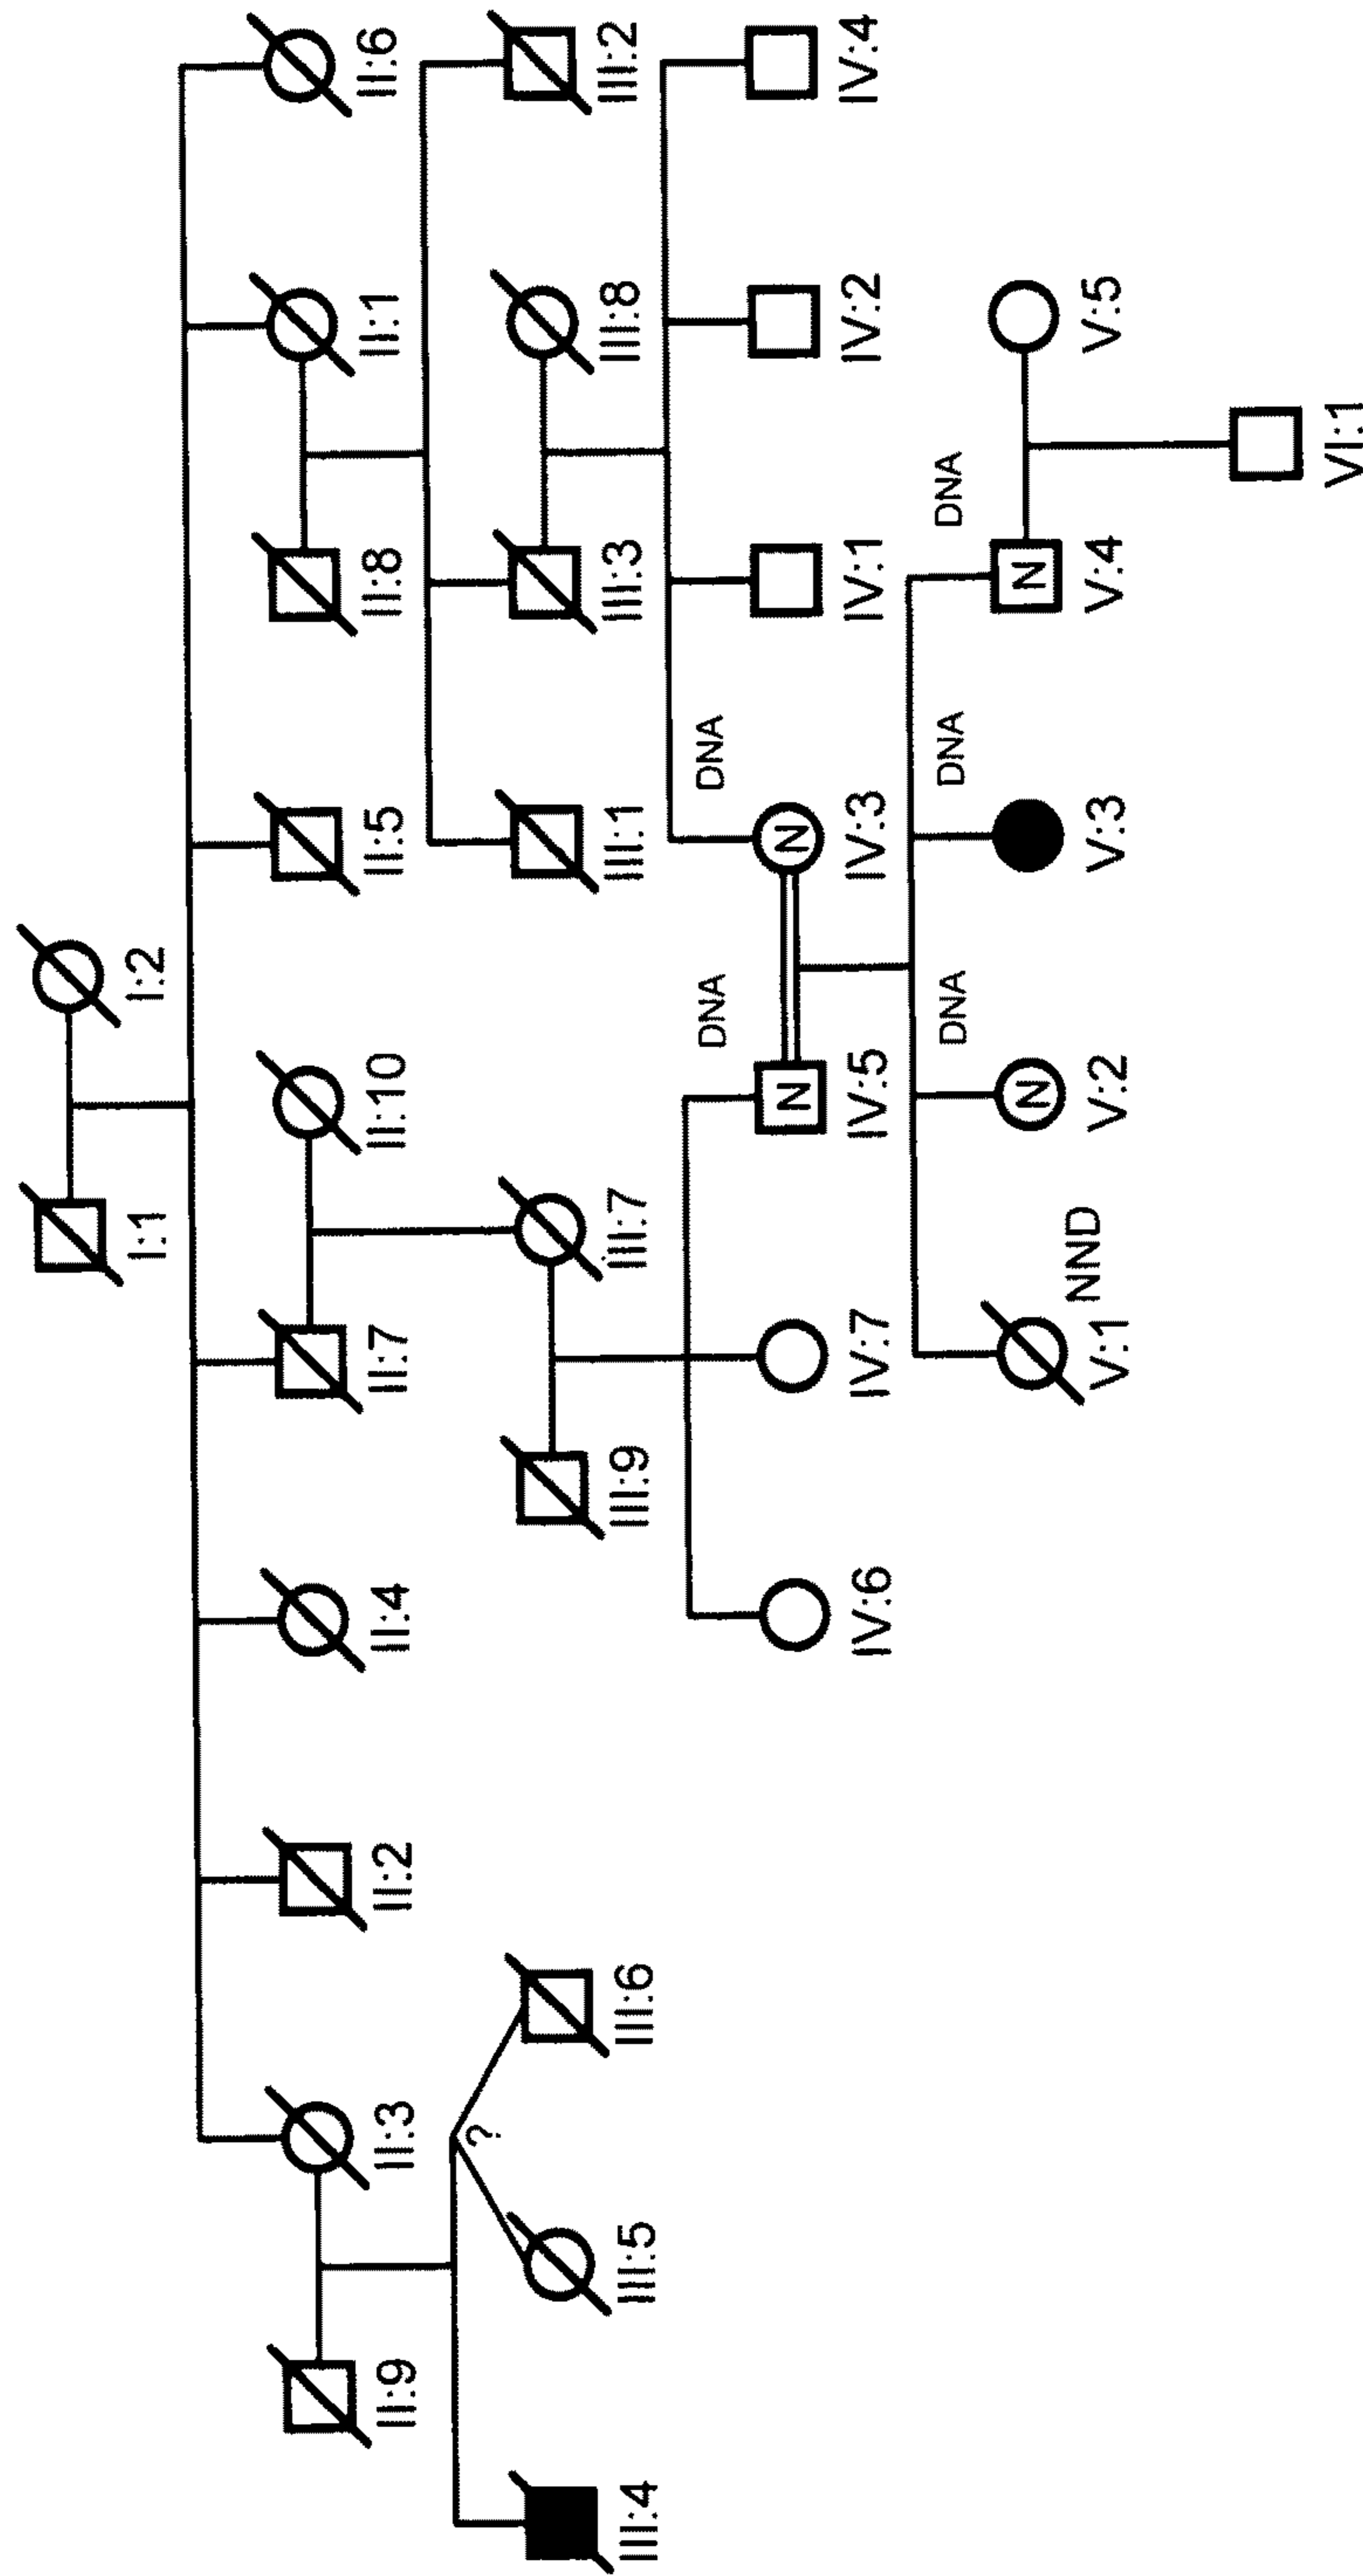 I:1
I:2
II:9
II:3
II:2
II:4
II:7
II:10
II:5
II:8
II:1
II:6
?
III:4
III:5
III:6
III:9
III:7
III:1
III:3
III:8
III:2
DNA
DNA
N
N
IV:6
IV:7
IV:5
IV:3
IV:1
IV:2
IV:4
DNA
DNA
DNA
N
N
NND
V:1
V:2
V:3
V:4
V:5
VI:1